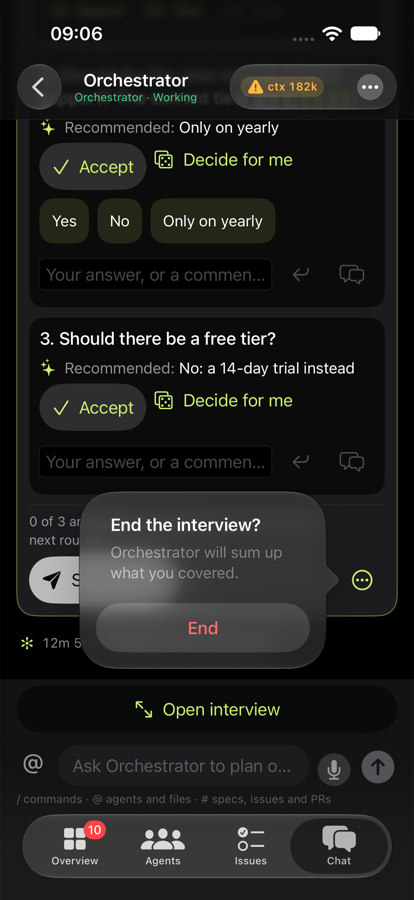 09:06
Orchestrator
Orchestrator · Working
ctx 182k
Recommended: Only on yearly
Accept
Decide for me
Yes
No
Only on yearly
Your answer, or a commen...
3. Should there be a free tier?
Recommended: No: a 14-day trial instead
Accept
Decide for me
Your answer, or a commen...
0 of 3
next
End the interview?
Orchestrator will sum up
what you covered.
End
12m
Open interview
@ Ask Orchestrator to plan o...
/ commands · @ agents and files · # specs, issues and PRs
10
Overview
Agents
Issues
Chat